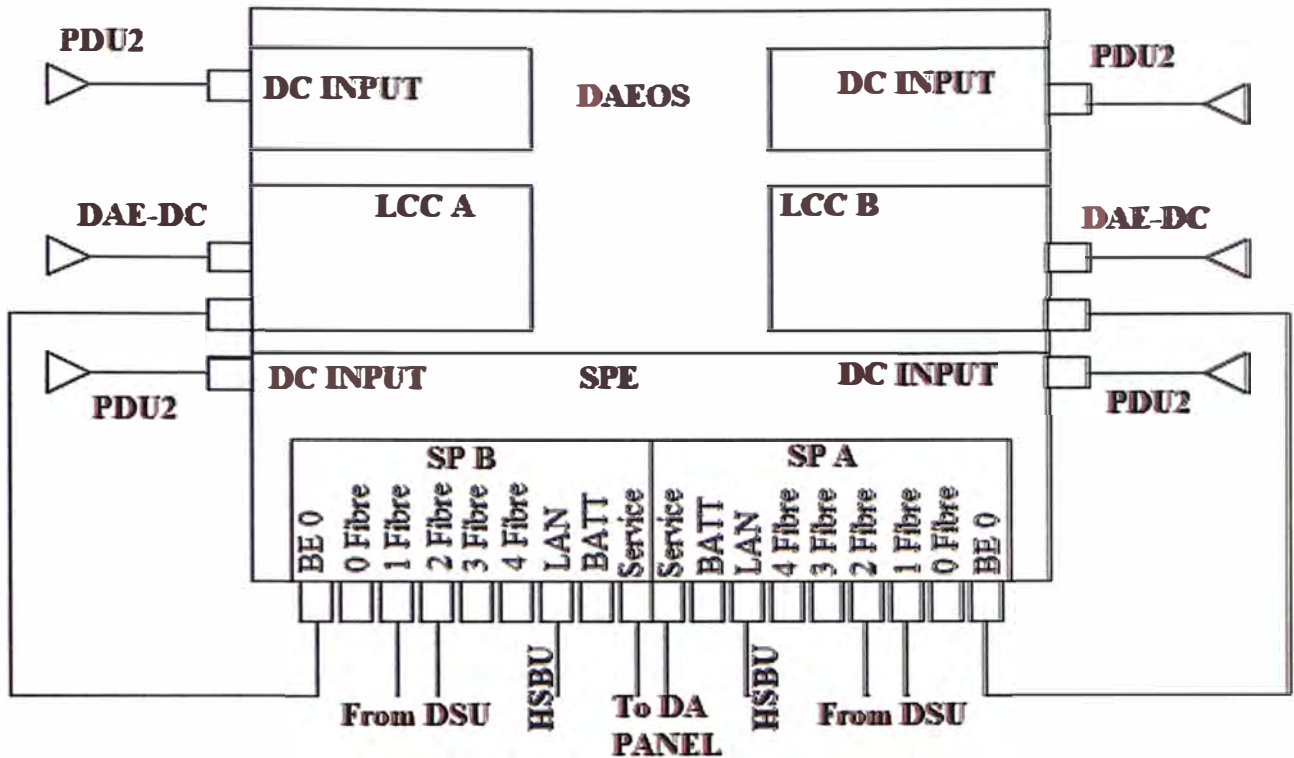 PDU2
PDU2
DC INPUT
DAEOS
DC INPUT
DAE-DC
LCC A
LCC B
DAE-DC
DC INPUT
SPE
DC INPUT
PDU2
PDU2
SP B
SP A
BE 0
0 Fibre
1 Fibre
2 Fibre
3 Fibre
4 Fibre
LAN
BATT
Service
Service
BATT
LAN
4 Fibre
3 Fibre
2 Fibre
1 Fibre
0 Fibre
BE 0
From DSU
HSBU
To DA
PANEL
HSBU
From DSU